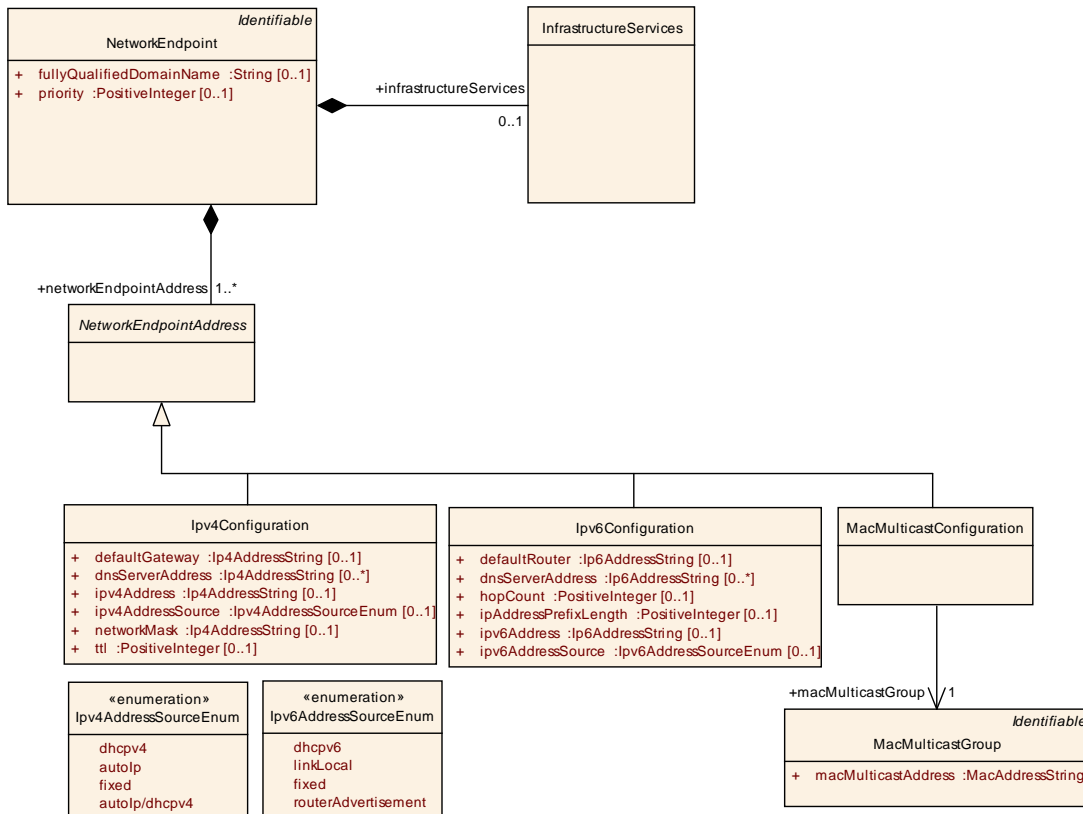 Identifiable
NetworkEndpoint
+ fullyQualifiedDomainName :String [0..1]
+ priority :PositiveInteger [0..1]
InfrastructureServices
+infrastructureServices
0..1
+networkEndpointAddress 1..*
NetworkEndpointAddress
Ipv4Configuration
+ defaultGateway :Ip4AddressString [0..1]
+ dnsServerAddress :Ip4AddressString [0..*]
+ ipv4Address :Ip4AddressString [0..1]
+ ipv4AddressSource :Ipv4AddressSourceEnum [0..1]
+ networkMask :Ip4AddressString [0..1]
+ ttl :PositiveInteger [0..1]
Ipv6Configuration
+ defaultRouter :Ip6AddressString [0..1]
+ dnsServerAddress :Ip6AddressString [0..*]
+ hopCount :PositiveInteger [0..1]
+ ipAddressPrefixLength :PositiveInteger [0..1]
+ ipv6Address :Ip6AddressString [0..1]
+ ipv6AddressSource :Ipv6AddressSourceEnum [0..1]
MacMulticastConfiguration
«enumeration»
Ipv4AddressSourceEnum
dhcpv4
autoIp
fixed
autoIp/dhcpv4
«enumeration»
Ipv6AddressSourceEnum
dhcpv6
linkLocal
fixed
routerAdvertisement
+macMulticastGroup 1
Identifiable
MacMulticastGroup
+ macMulticastAddress :MacAddressString